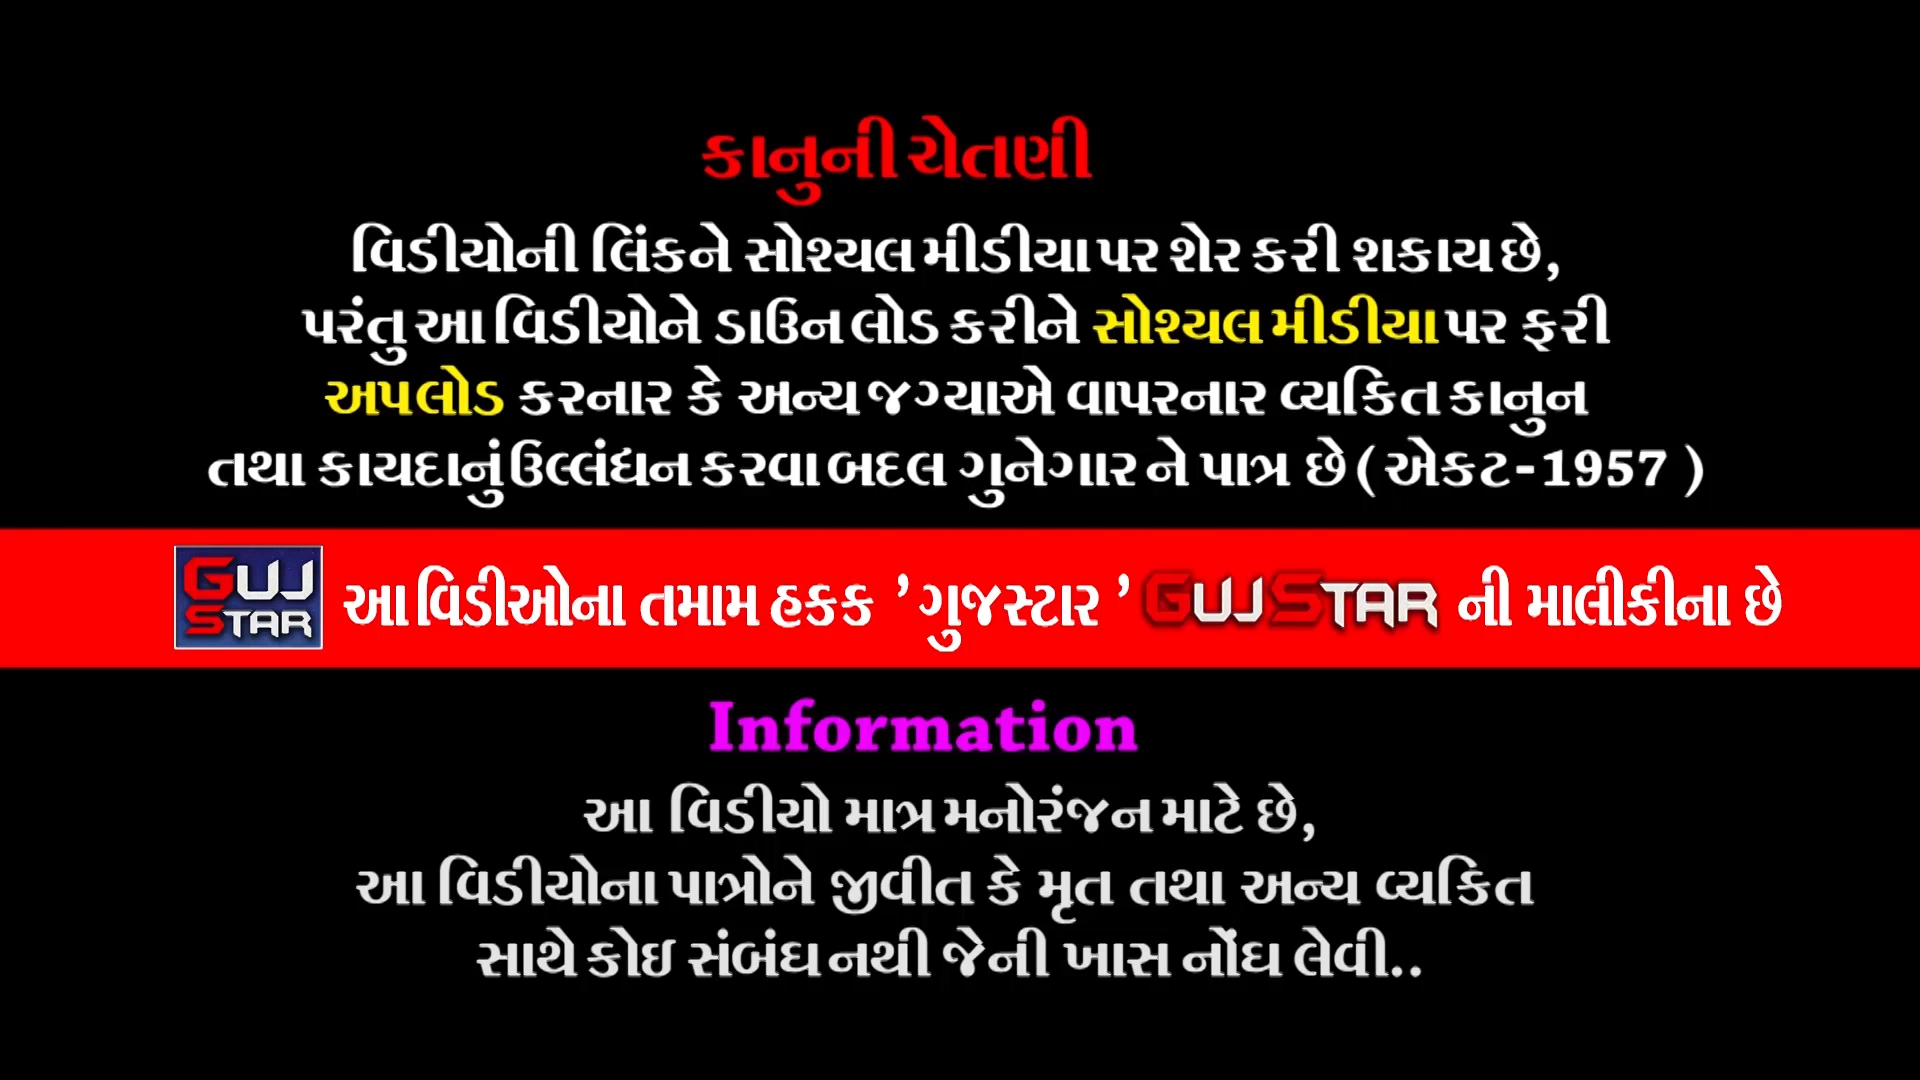 કાનુની ચેતણી
વિડીયોની લિંકને સોશ્યલ મીડીયા પર શેર કરી શકાય છે,
પરંતુ આ વિડીયોને ડાઉનલોડ કરીને સોશ્યલ મીડીયા પર ફરી
અપલોડ કરનાર કે અન્ય જગ્યાએ વાપરનાર વ્યકિત કાનુન
તથા કાયદાનું ઉલ્લંઘન કરવા બદલ ગુનેગાર ને પાત્ર છે ( એકટ-1957 )
GUJ STAR આ વિડીઓના તમામ હકક ' ગુજસ્ટાર ' GUJ STAR ની માલીકીના છે
Information
આ વિડીયો માત્ર મનોરંજન માટે છે,
આ વિડીયોના પાત્રોને જીવીત કે મૃત તથા અન્ય વ્યકિત
સાથે કોઇ સંબંઘ નથી જેની ખાસ નોંઘ લેવી..